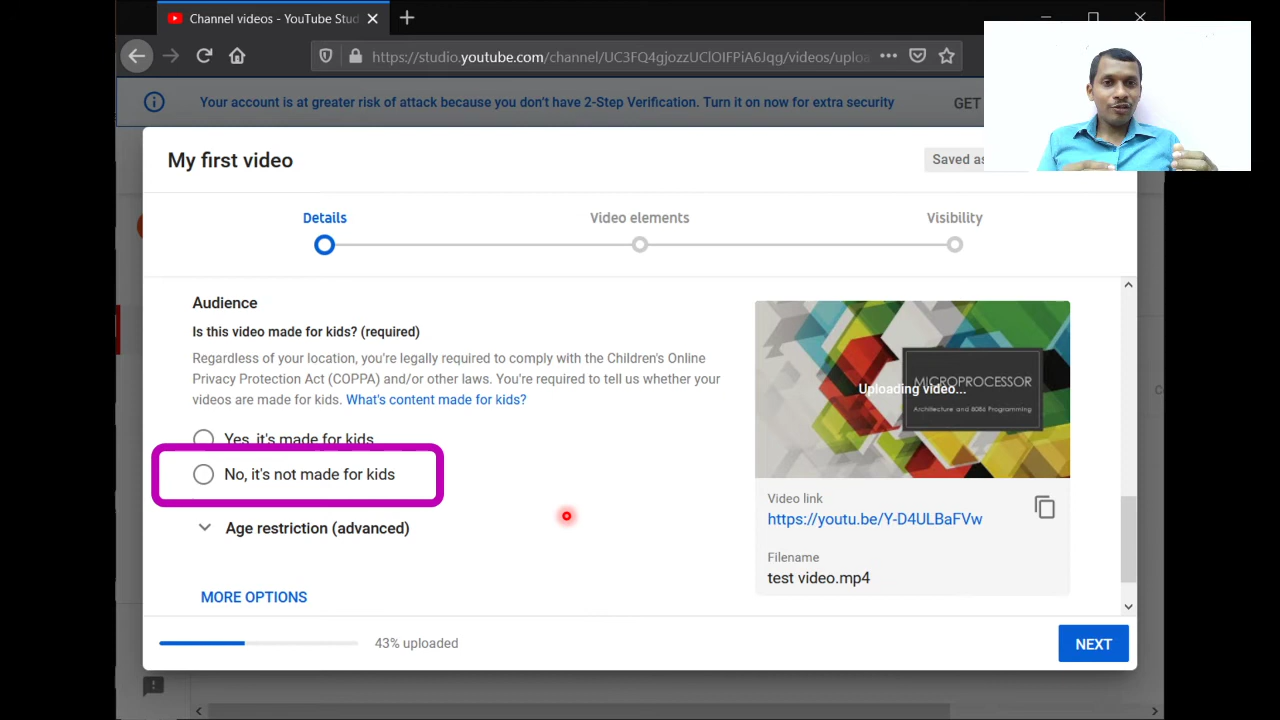 Channel videos - YouTube Stud
https://studio.youtube.com/channel/UC3FQ4gjozzUClOIFPiA6Jqg/videos/uploa
Your account is at greater risk of attack because you don't have 2-Step Verification. Turn it on now for extra security
GET
My first video
Saved as
Details
Video elements
Visibility
Audience
Is this video made for kids? (required)
Regardless of your location, you're legally required to comply with the Children's Online
Privacy Protection Act (COPPA) and/or other laws. You're required to tell us whether your
videos are made for kids. What's content made for kids?
Yes, it's made for kids
No, it's not made for kids
Age restriction (advanced)
MORE OPTIONS
Uploading video...
MICROPROCESSOR
Architecture and 8086 Programming
Video link
https://youtu.be/Y-D4ULBaFVw
Filename
test video.mp4
43% uploaded
NEXT